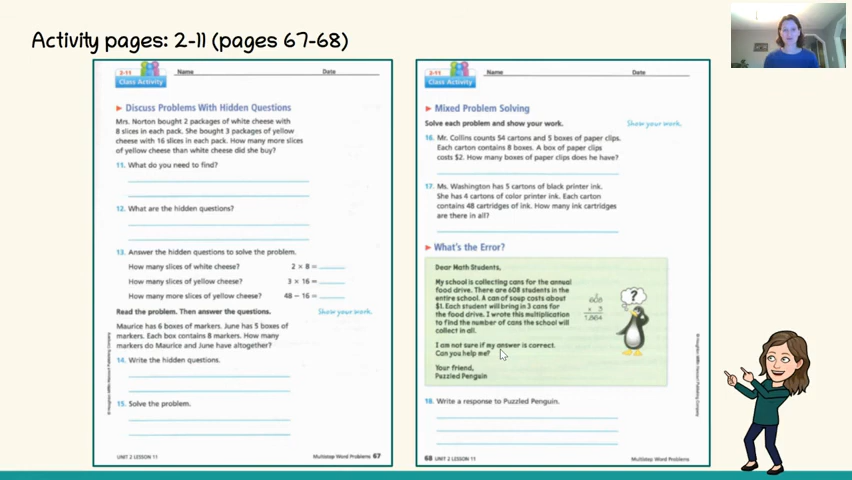 Activity pages: 2-11 (pages 67-68)
2-11
Class Activity
Name
Date
Discuss Problems With Hidden Questions
Mrs. Norton bought 2 packages of white cheese with
8 slices in each pack. She bought 3 packages of yellow
cheese with 16 slices in each pack. How many more slices
of yellow cheese than white cheese did she buy?
11. What do you need to find?
12. What are the hidden questions?
13. Answer the hidden questions to solve the problem.
How many slices of white cheese? 2 × 8 =
How many slices of yellow cheese? 3 × 16 =
How many more slices of yellow cheese? 48 − 16 =
Read the problem. Then answer the questions.
Show your work.
Maurice has 6 boxes of markers. June has 5 boxes of
markers. Each box contains 8 markers. How many
markers do Maurice and June have altogether?
14. Write the hidden questions.
15. Solve the problem.
© Houghton Mifflin Harcourt Publishing Company
UNIT 2 LESSON 11
Multistep Word Problems 67
2-11
Class Activity
Name
Date
Mixed Problem Solving
Solve each problem and show your work.
Show your work.
16. Mr. Collins counts 54 cartons and 5 boxes of paper clips.
Each carton contains 8 boxes. A box of paper clips
costs $2. How many boxes of paper clips does he have?
17. Ms. Washington has 5 cartons of black printer ink.
She has 4 cartons of color printer ink. Each carton
contains 48 cartridges of ink. How many ink cartridges
are there in all?
What's the Error?
Dear Math Students,
My school is collecting cans for the annual
food drive. There are 608 students in the
entire school. A can of soup costs about
$1. Each student will bring in 3 cans for
the food drive. I wrote this multiplication
to find the number of cans the school will
collect in all.
I am not sure if my answer is correct.
Can you help me?
Your friend,
Puzzled Penguin
2
608
× 3
1,864
?
18. Write a response to Puzzled Penguin.
© Houghton Mifflin Harcourt Publishing Company
68 UNIT 2 LESSON 11
Multistep Word Problems